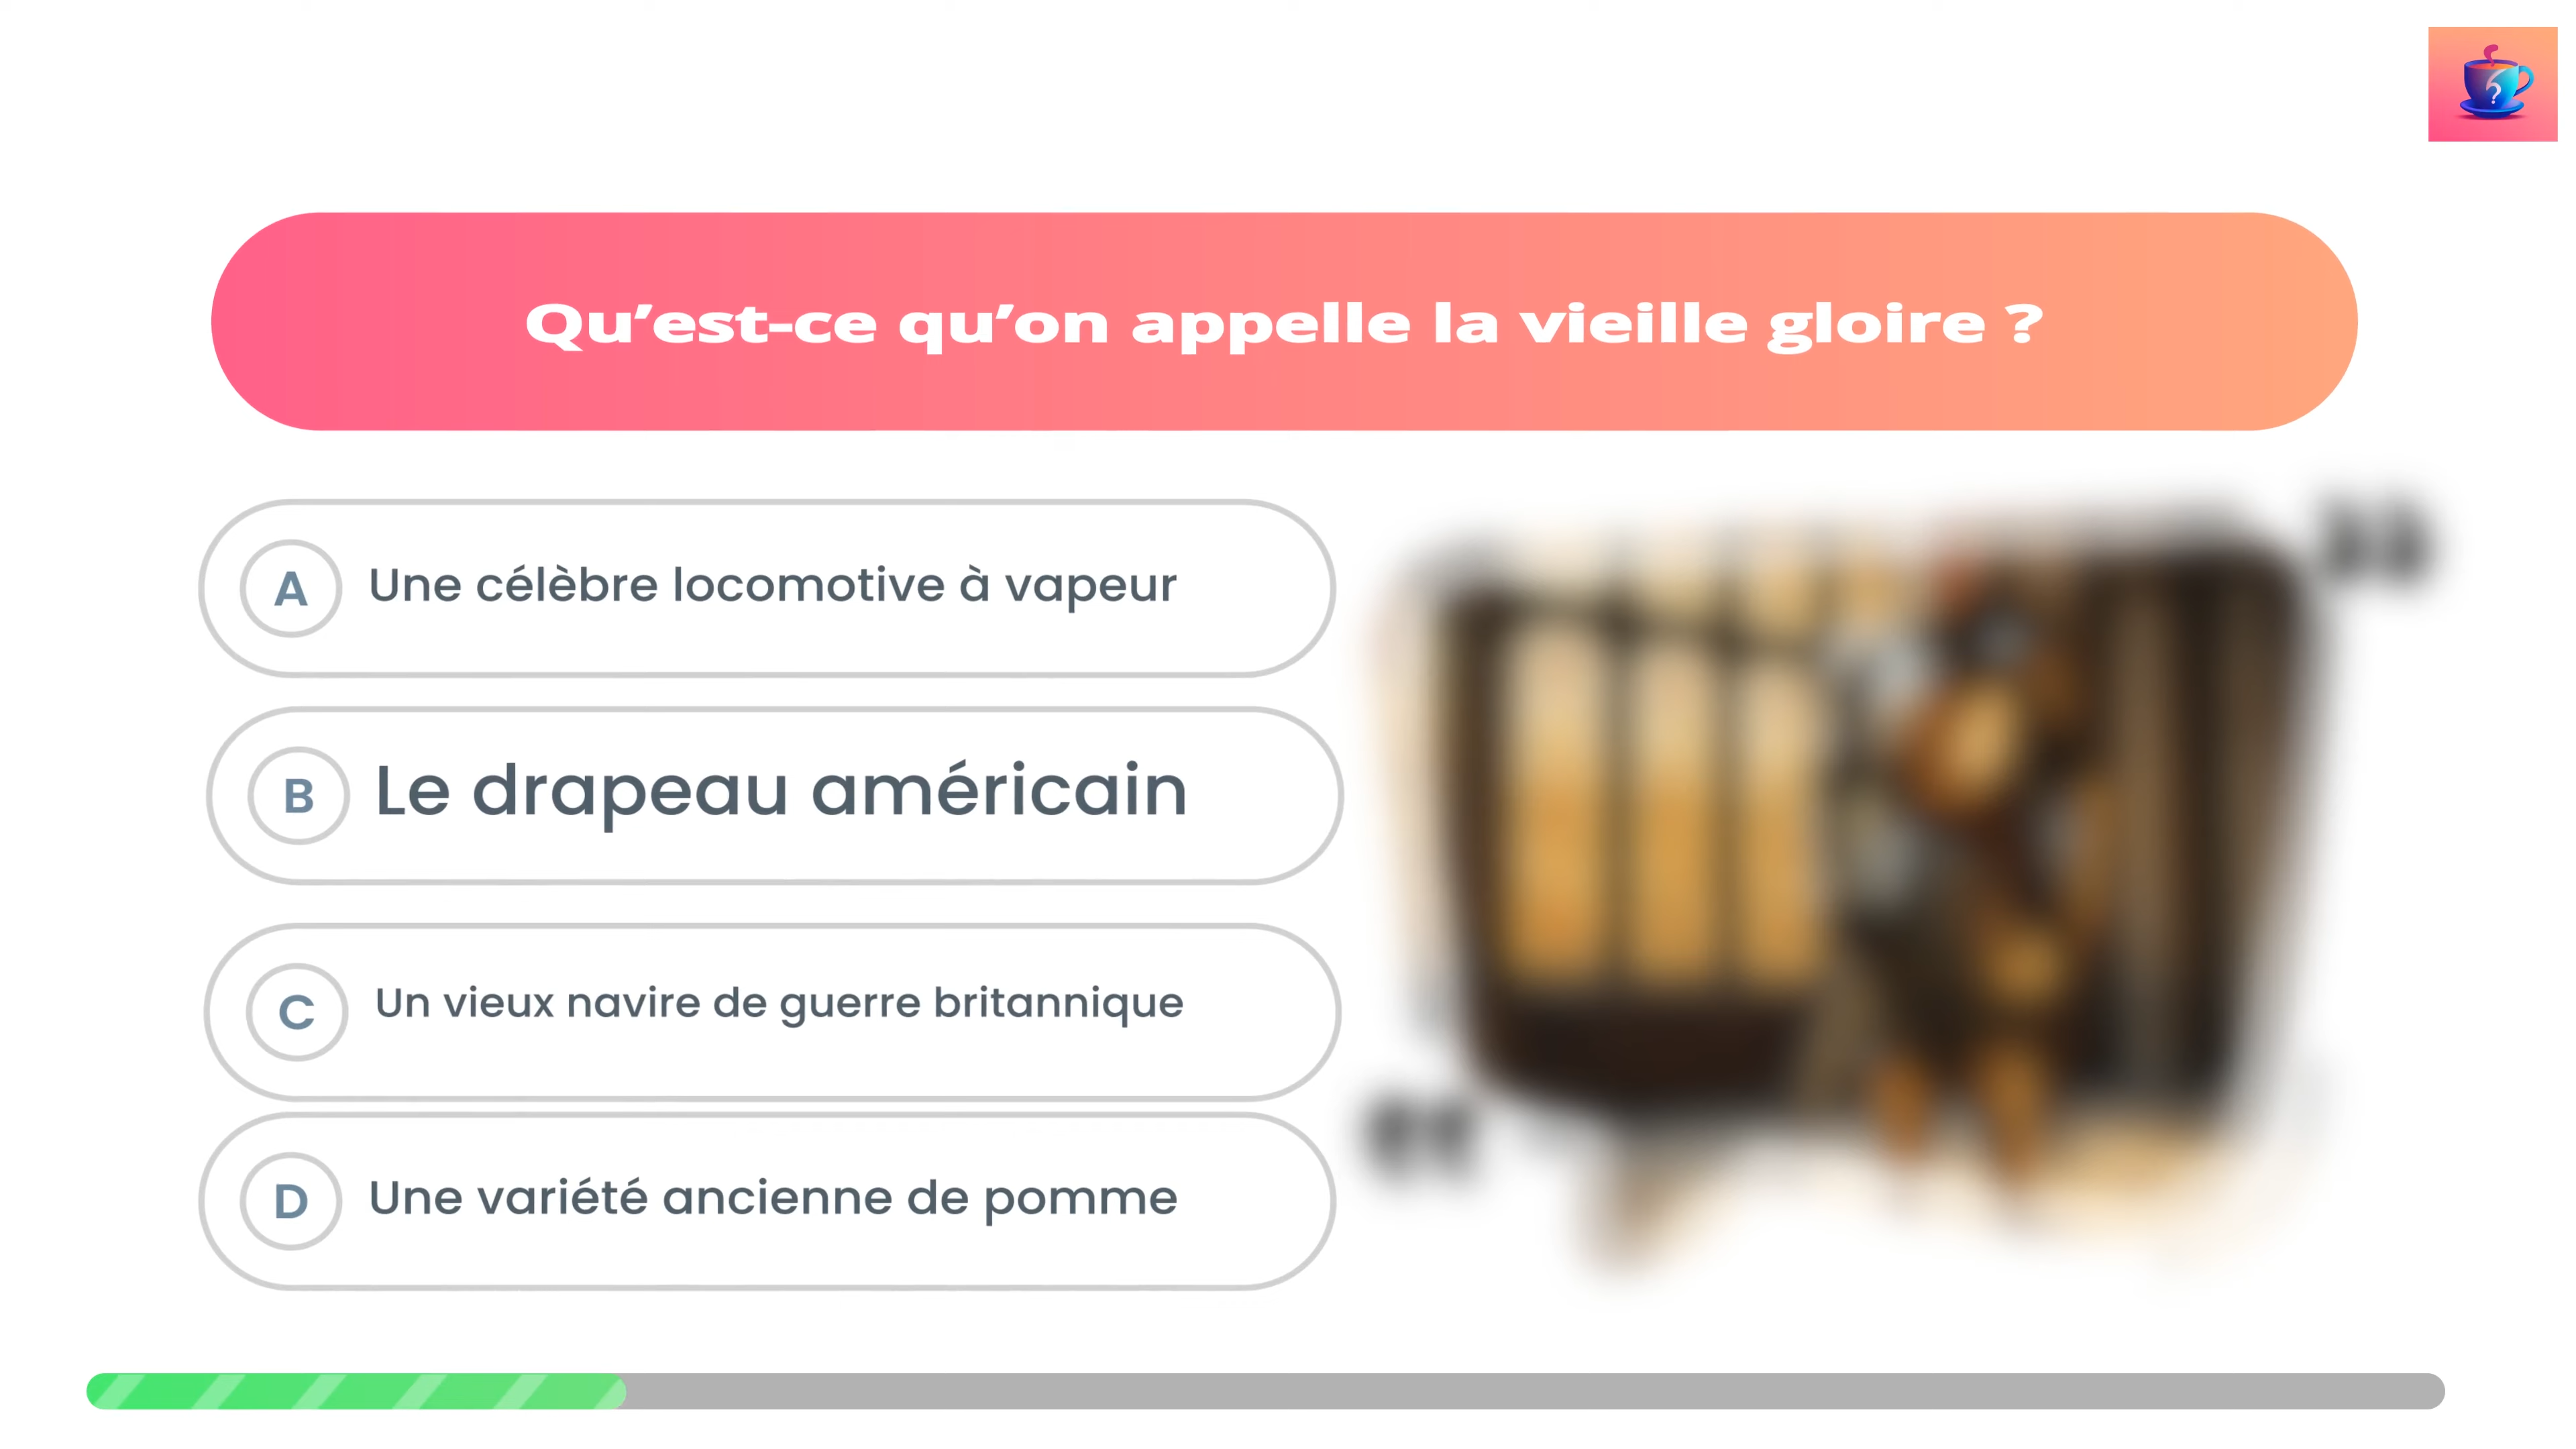 Qu’est-ce qu’on appelle la vieille gloire ?
A Une célèbre locomotive à vapeur
B Le drapeau américain
C Un vieux navire de guerre britannique
D Une variété ancienne de pomme